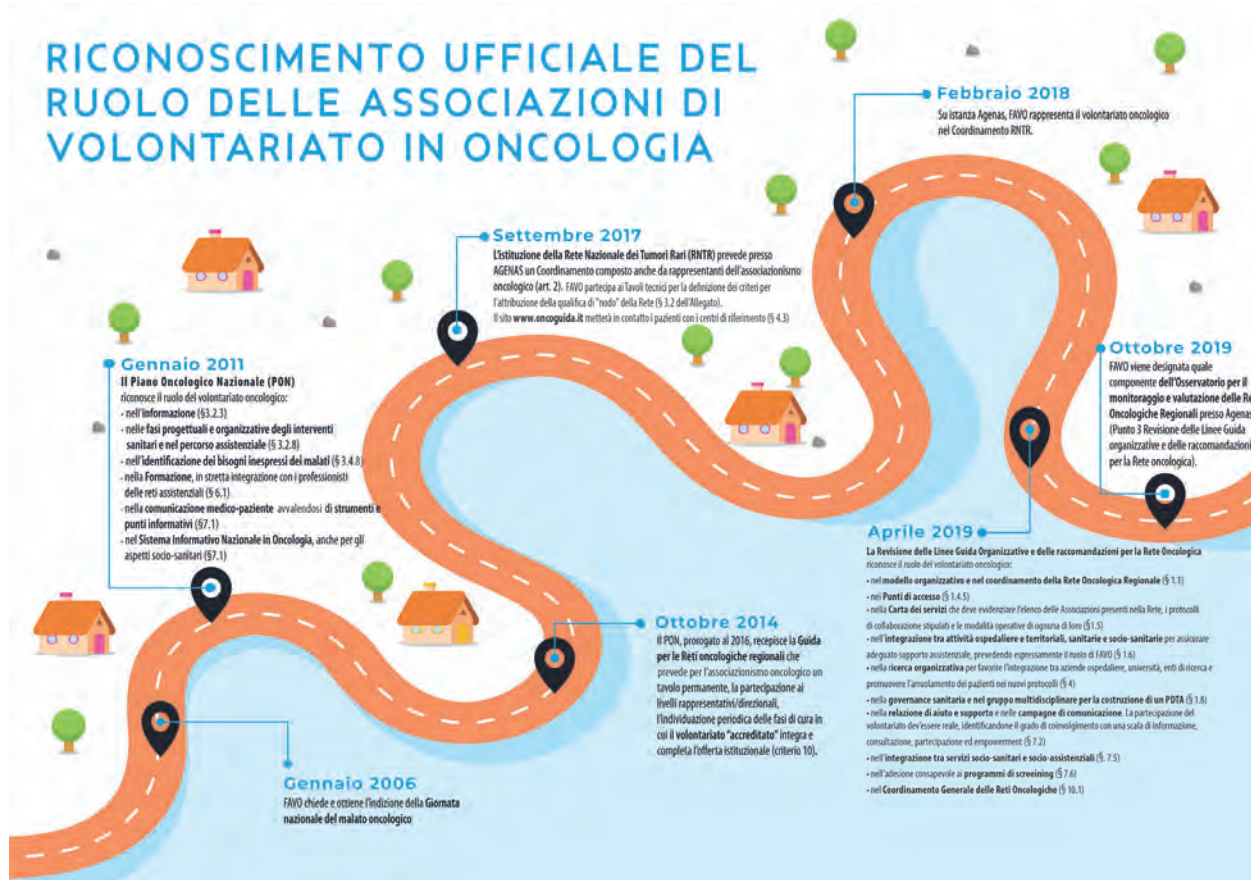 RICONOSCIMENTO UFFICIALE DEL
RUOLO DELLE ASSOCIAZIONI DI
VOLONTARIATO IN ONCOLOGIA
Gennaio 2006
FAVO chiede e ottiene l'indizione della Giornata
nazionale del malato oncologico
Gennaio 2011
Il Piano Oncologico Nazionale (PON)
riconosce il ruolo del volontariato oncologico:
• nell'informazione (§3.2.3)
• nelle fasi progettuali e organizzative degli interventi
sanitari e nel percorso assistenziale (§ 3.2.8)
• nell'identificazione dei bisogni inespressi dei malati (§ 3.4.8)
• nella Formazione, in stretta integrazione con i professionisti
delle reti assistenziali (§ 6.1)
• nella comunicazione medico-paziente avvalendosi di strumenti e
punti informativi (§7.1)
• nel Sistema Informativo Nazionale in Oncologia, anche per gli
aspetti socio-sanitari (§7.1)
Ottobre 2014
Il PON, prorogato al 2016, recepisce la Guida
per le Reti oncologiche regionali che
prevede per l'associazionismo oncologico un
tavolo permanente, la partecipazione ai
livelli rappresentativi/direzionali,
l'individuazione periodica delle fasi di cura in
cui il volontariato "accreditato" integra e
completa l'offerta istituzionale (criterio 10).
Settembre 2017
L'istituzione della Rete Nazionale dei Tumori Rari (RNTR) prevede presso
AGENAS un Coordinamento composto anche da rappresentanti dell'associazionismo
oncologico (art. 2). FAVO partecipa ai Tavoli tecnici per la definizione dei criteri per
l'attribuzione della qualifica di "nodo" della Rete (§ 3.2 dell'Allegato).
Il sito www.oncoguida.it metterà in contatto i pazienti con i centri di riferimento (§ 4.3)
Febbraio 2018
Su istanza Agenas, FAVO rappresenta il volontariato oncologico
nel Coordinamento RNTR.
Aprile 2019
La Revisione delle Linee Guida Organizzative e delle raccomandazioni per la Rete Oncologica
riconosce il ruolo del volontariato oncologico:
• nel modello organizzativo e nel coordinamento della Rete Oncologica Regionale (§ 1.1)
• nei Punti di accesso (§ 1.4.5)
• nella Carta dei servizi che deve evidenziare l'elenco delle Associazioni presenti nella Rete, i protocolli
di collaborazione stipulati e le modalità operative di ognuna di loro (§1.5)
• nell'integrazione tra attività ospedaliere e territoriali, sanitarie e socio-sanitarie per assicurare
adeguato supporto assistenziale, prevedendo espressamente il ruolo di FAVO (§ 1.6)
• nella ricerca organizzativa per favorire l'integrazione tra aziende ospedaliere, università, enti di ricerca e
promuovere l'arruolamento dei pazienti nei nuovi protocolli (§ 4)
• nella governance sanitaria e nel gruppo multidisciplinare per la costruzione di un PDTA (§ 1.8)
• nella relazione di aiuto e supporto e nelle campagne di comunicazione. La partecipazione del
volontariato dev'essere reale, identificandone il grado di coinvolgimento con una scala di informazione,
consultazione, partecipazione ed empowerment (§ 7.2)
• nell'integrazione tra servizi socio-sanitari e socio-assistenziali (§. 7.5)
• nell'adesione consapevole ai programmi di screeining (§ 7.6)
• nel Coordinamento Generale delle Reti Oncologiche (§ 10.1)
Ottobre 2019
FAVO viene designata quale
componente dell'Osservatorio per il
monitoraggio e valutazione delle Re
Oncologiche Regionali presso Agenas
(Punto 3 Revisione delle Linee Guida
organizzative e delle raccomandazioni
per la Rete oncologica).